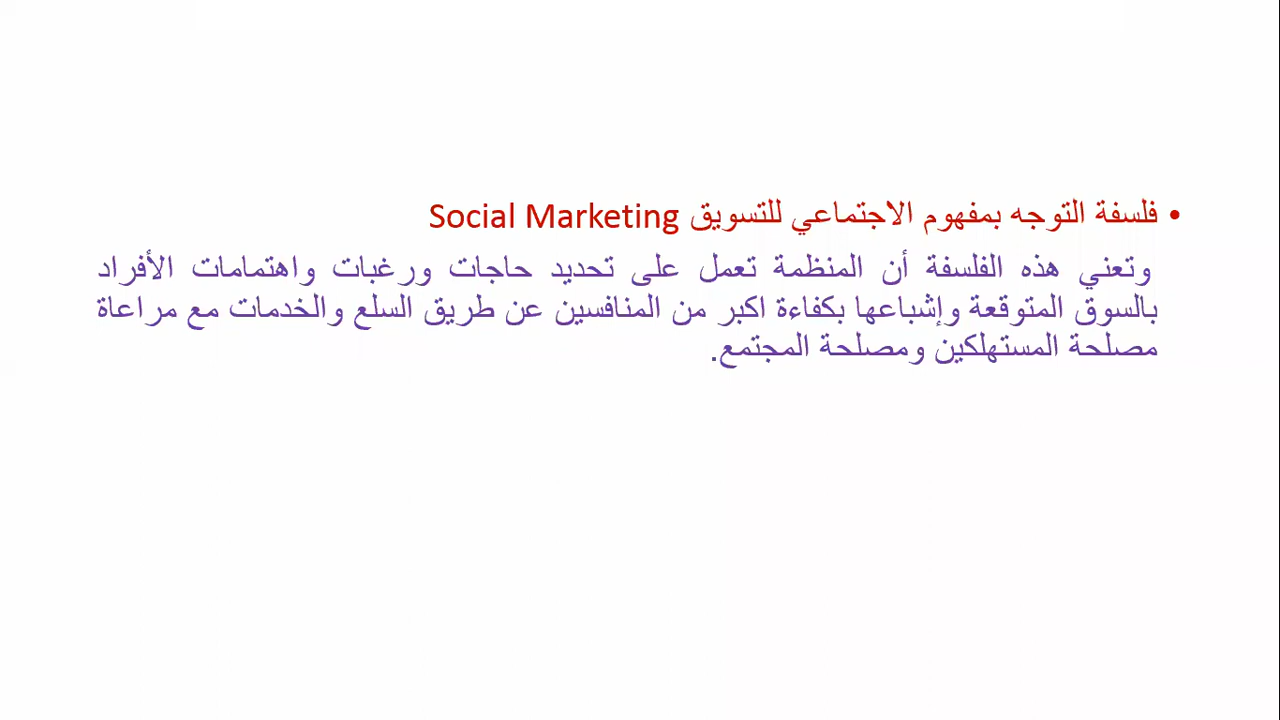 • فلسفة التوجه بمفهوم الاجتماعي للتسويق Social Marketing
وتعني هذه الفلسفة أن المنظمة تعمل على تحديد حاجات ورغبات واهتمامات الأفراد
بالسوق المتوقعة وإشباعها بكفاءة اكبر من المنافسين عن طريق السلع والخدمات مع مراعاة
مصلحة المستهلكين ومصلحة المجتمع.